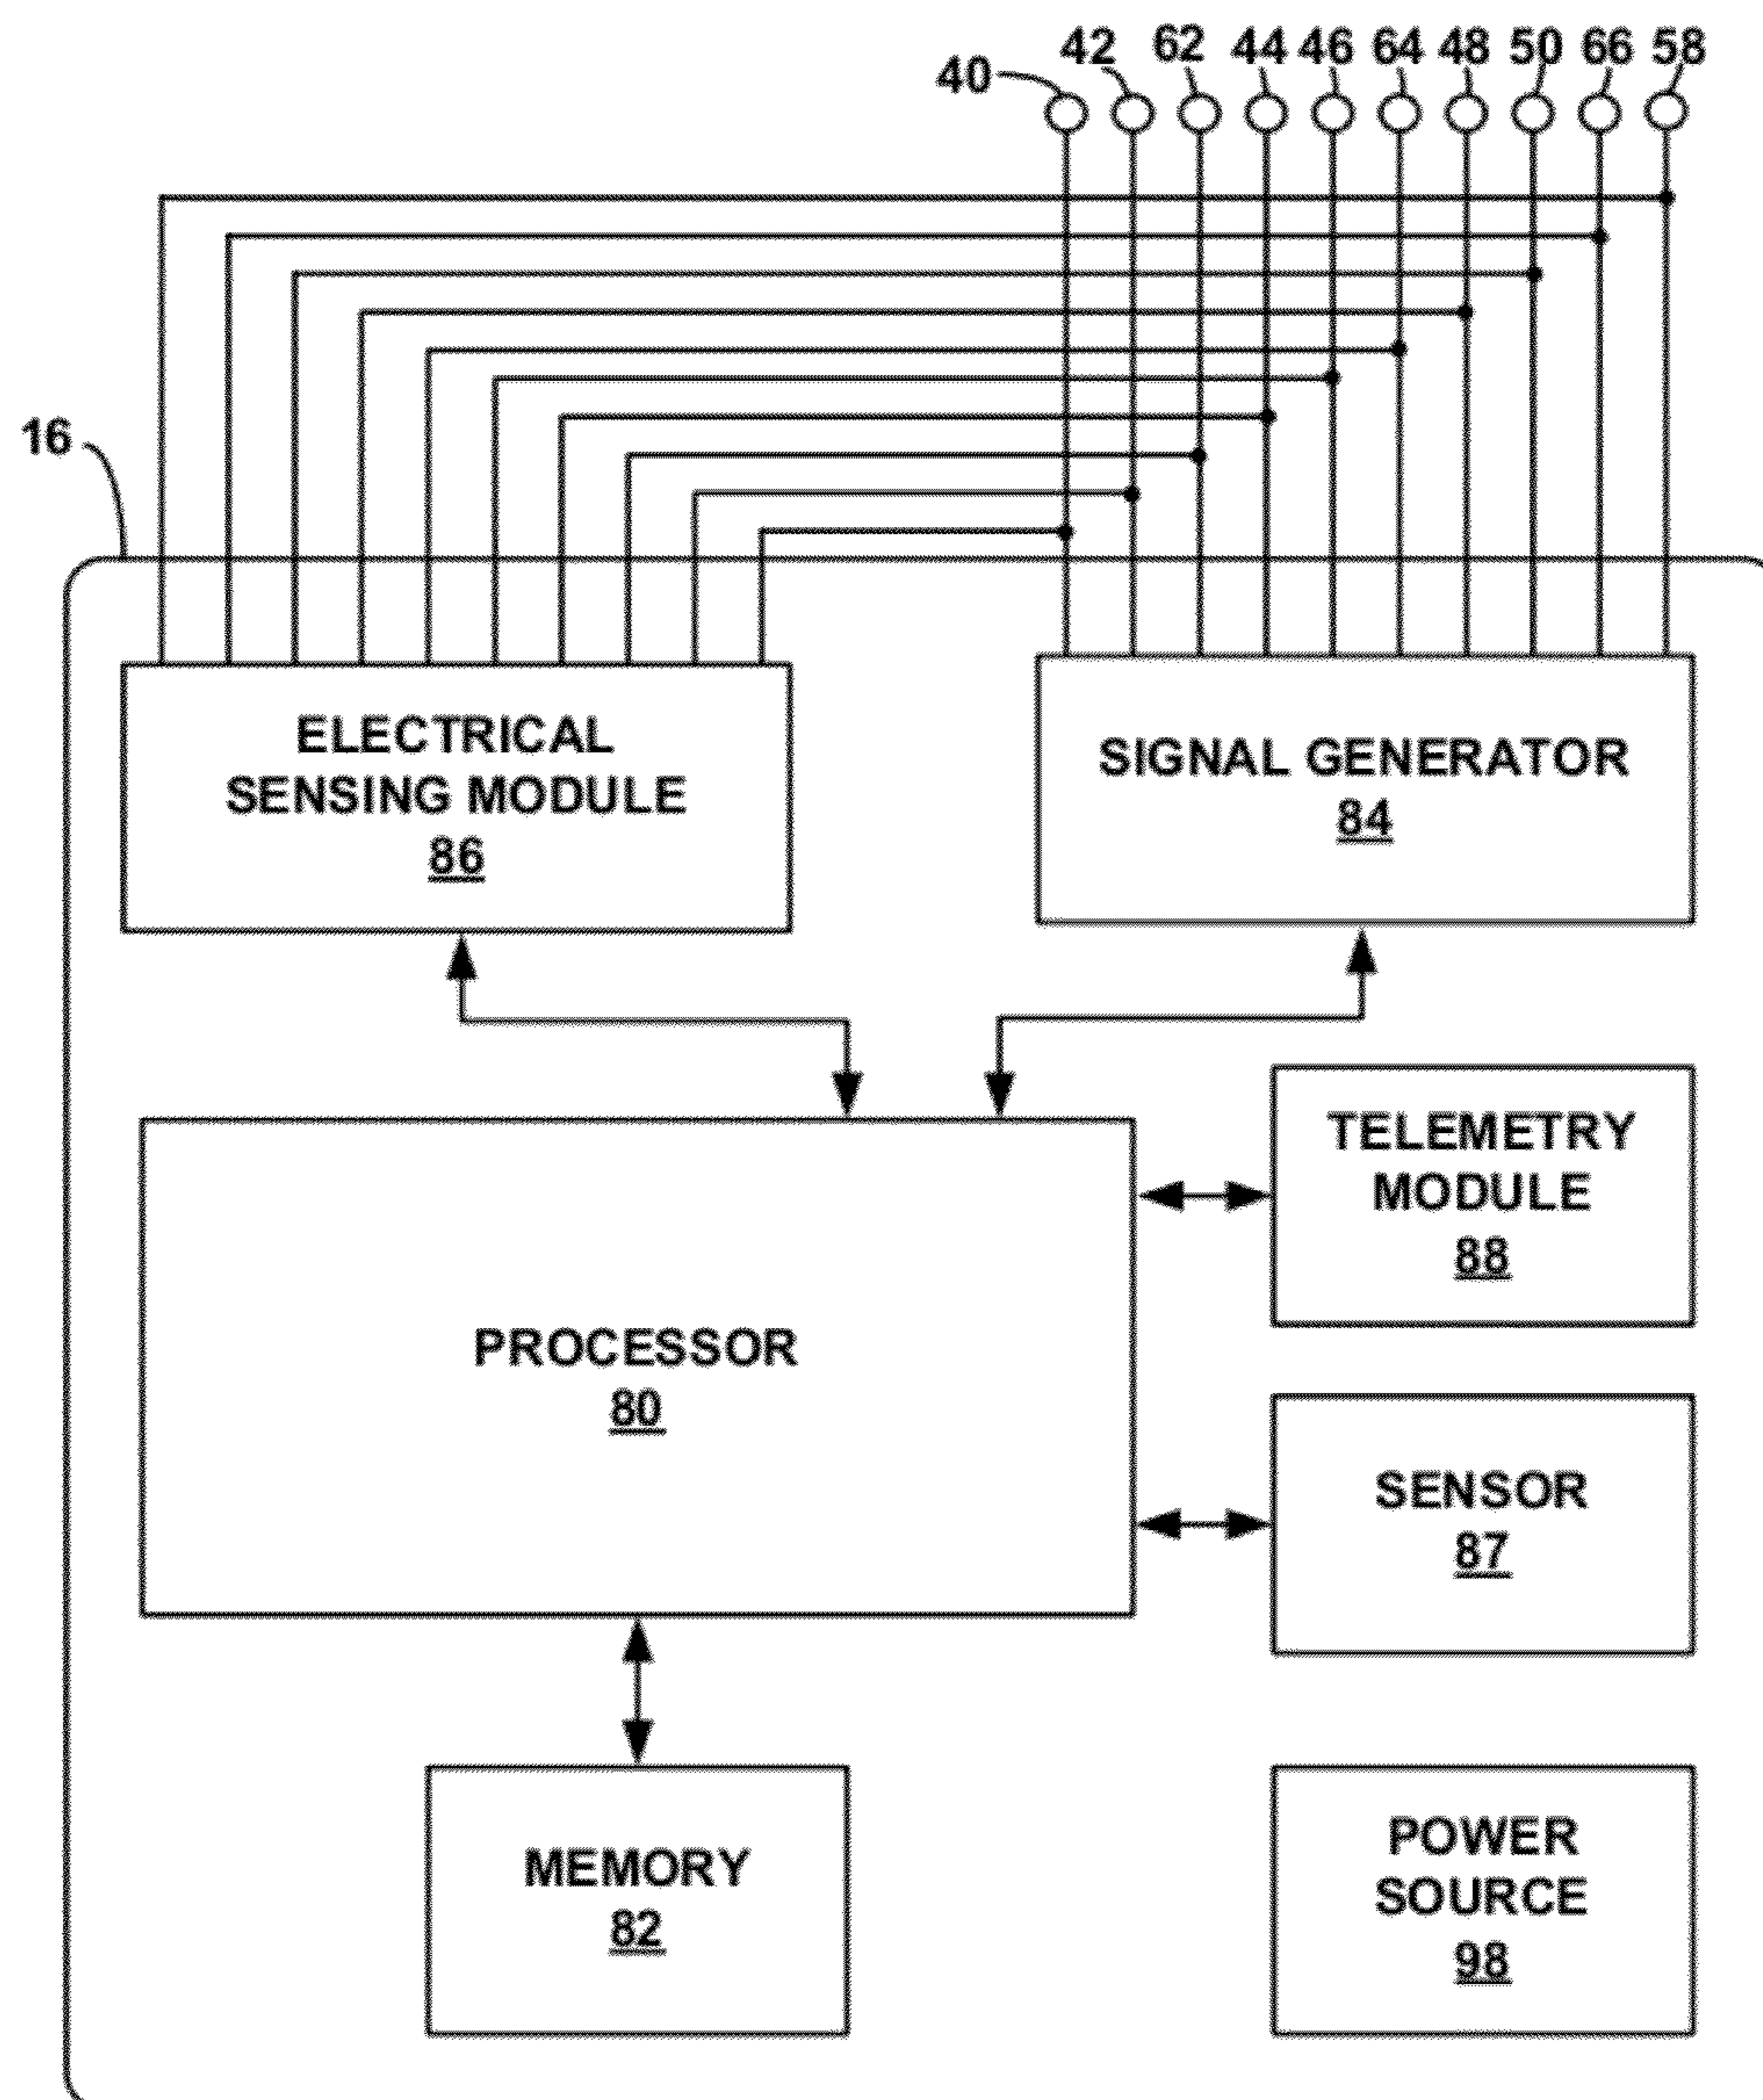 40 42 62 44 46 64 48 50 66 58
16
ELECTRICAL
SENSING MODULE
86
SIGNAL GENERATOR
84
TELEMETRY
MODULE
88
PROCESSOR
80
SENSOR
87
MEMORY
82
POWER
SOURCE
98